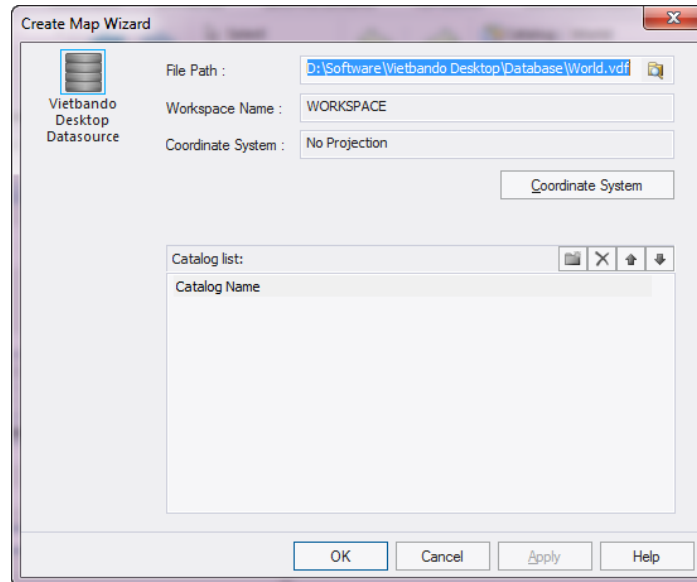 Create Map Wizard
Vietbando
Desktop
Datasource
File Path :
D:\Software\Vietbando Desktop\Database\World.vdf
Workspace Name :
WORKSPACE
Coordinate System :
No Projection
Coordinate System
Catalog list:
Catalog Name
OK
Cancel
Apply
Help